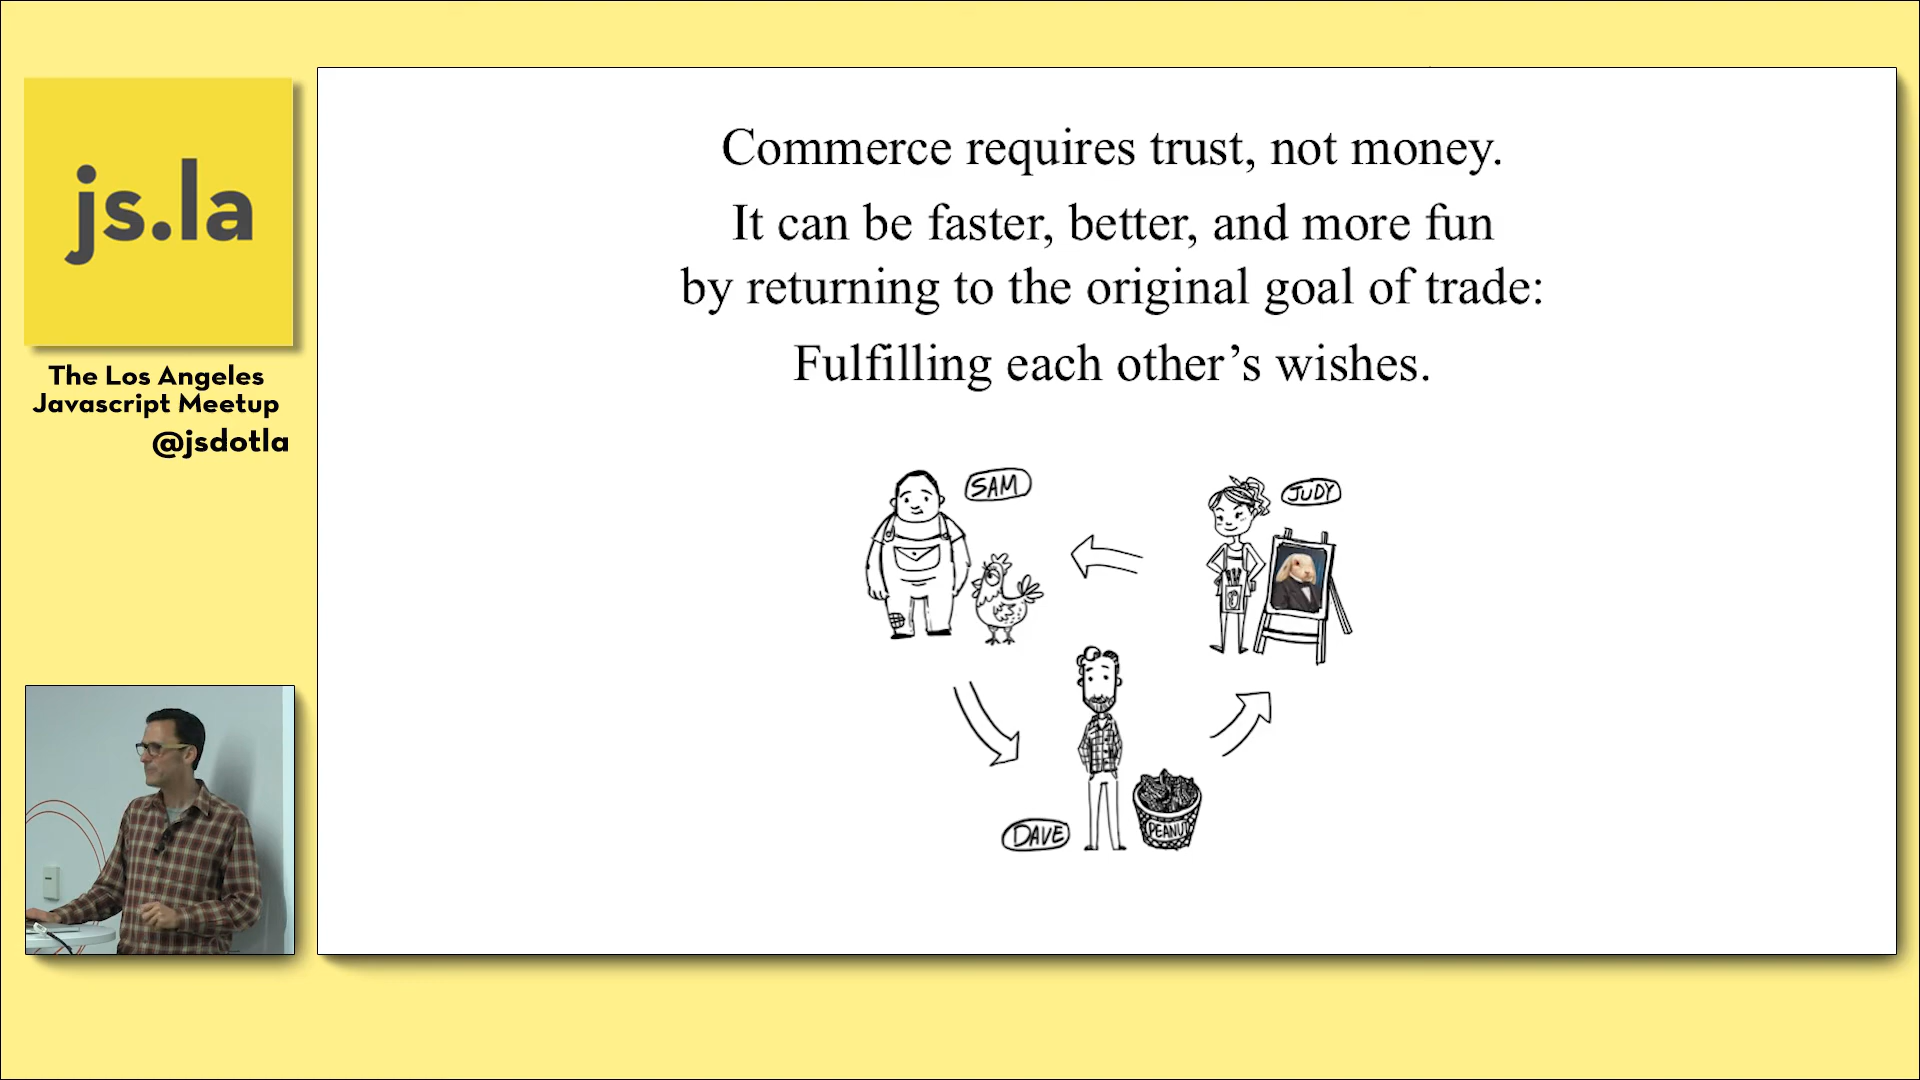 js.la
The Los Angeles
Javascript Meetup
@jsdotla
Commerce requires trust, not money.
It can be faster, better, and more fun
by returning to the original goal of trade:
Fulfilling each other’s wishes.
SAM
JUDY
DAVE
PEANUT